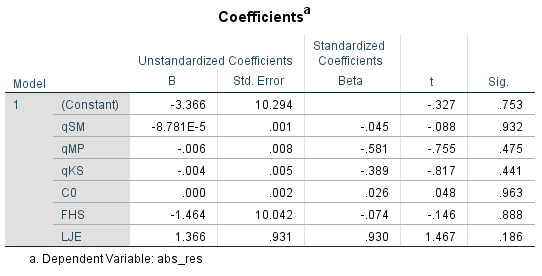 Coefficientsa
Unstandardized Coefficients Standardized Coefficients
Model B Std. Error Beta t Sig.
1 (Constant) -3.366 10.294 -.327 .753
qSM -8.781E-5 .001 -.045 -.088 .932
qMP -.006 .008 -.581 -.755 .475
qKS -.004 .005 -.389 -.817 .441
C0 .000 .002 .026 .048 .963
FHS -1.464 10.042 -.074 -.146 .888
LJE 1.366 .931 .930 1.467 .186
a. Dependent Variable: abs_res